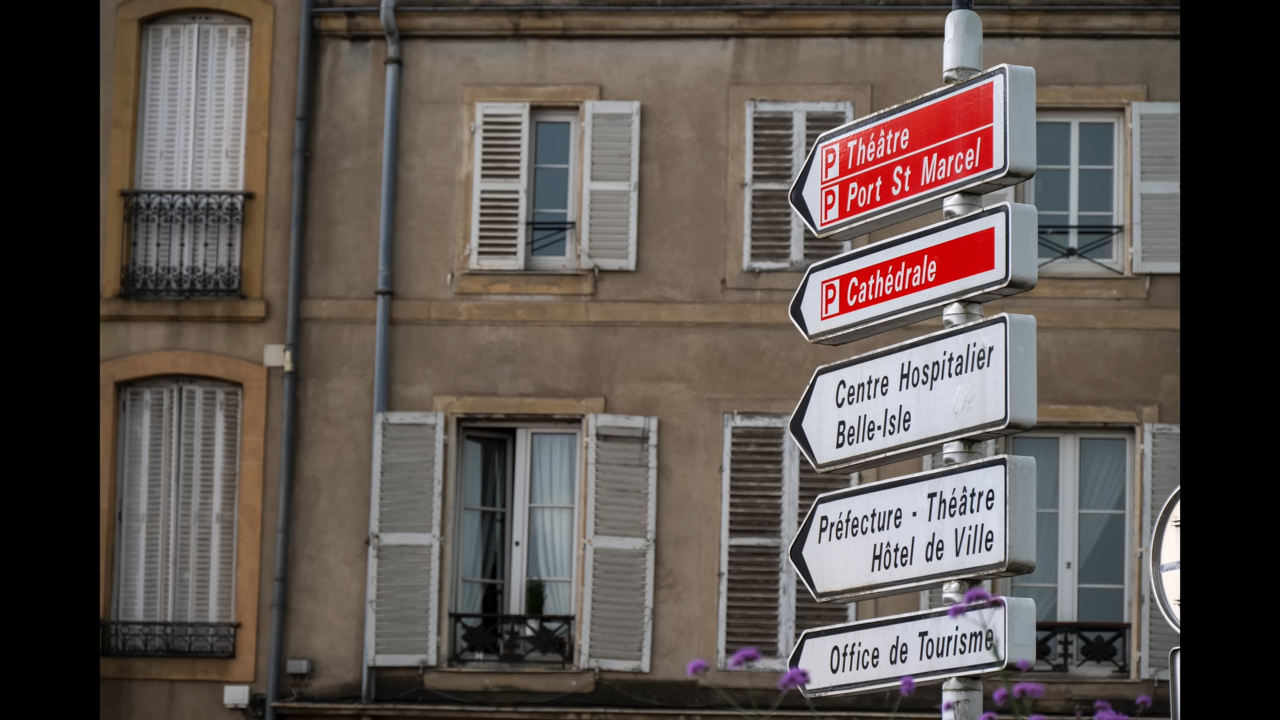 P Théâtre
P Port St Marcel
P Cathédrale
Centre Hospitalier
Belle-Isle
Préfecture - Théâtre
Hôtel de Ville
Office de Tourisme